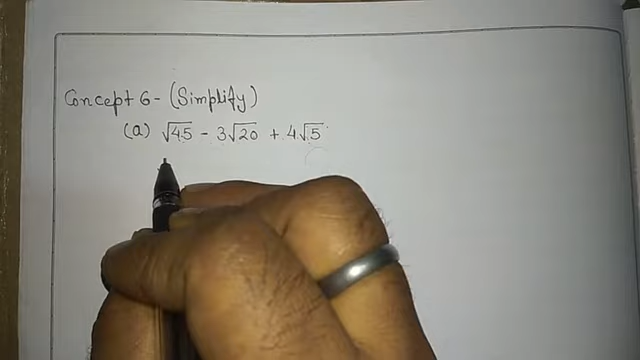 Concept 6 - (Simplify)
(a) √45 - 3√20 + 4√5